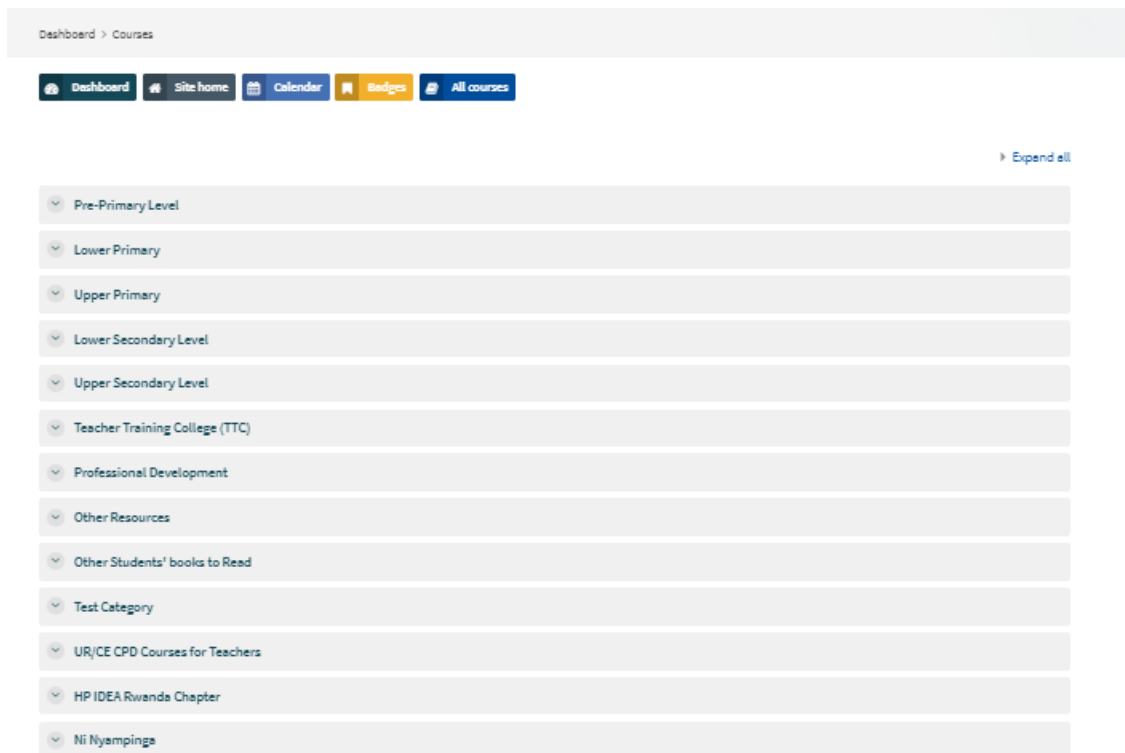 Dashboard > Courses
Dashboard Site home Calendar Badges All courses
Expand all
Pre-Primary Level
Lower Primary
Upper Primary
Lower Secondary Level
Upper Secondary Level
Teacher Training College (TTC)
Professional Development
Other Resources
Other Students' books to Read
Test Category
UR/CE CPD Courses for Teachers
HP IDEA Rwanda Chapter
Ni Nyampinga